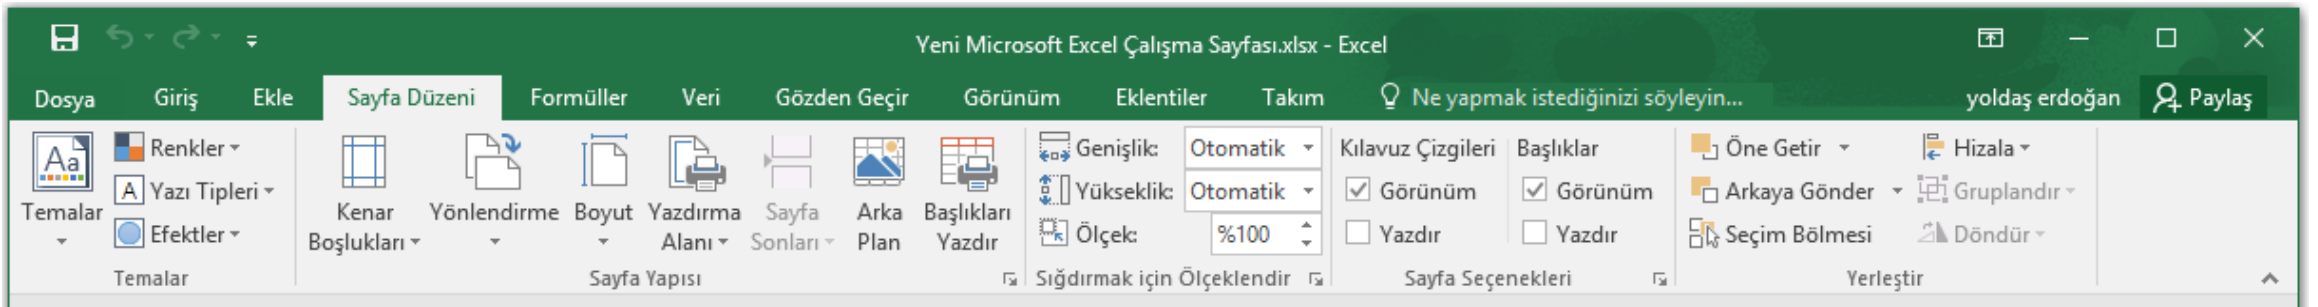 Yeni Microsoft Excel Çalışma Sayfası.xlsx - Excel
Dosya Giriş Ekle Sayfa Düzeni Formüller Veri Gözden Geçir Görünüm Eklentiler Takım Ne yapmak istediğinizi söyleyin... yoldaş erdoğan Paylaş
Aa
Temalar
Renkler
A Yazı Tipleri
Efektler
Temalar
Kenar
Boşlukları
Yönlendirme
Boyut
Yazdırma
Alanı
Sayfa
Sonları
Arka
Plan
Başlıkları
Yazdır
Sayfa Yapısı
Genişlik: Otomatik
Yükseklik: Otomatik
Ölçek: %100
Sığdırmak için Ölçeklendir
Kılavuz Çizgileri
Görünüm
Yazdır
Başlıklar
Görünüm
Yazdır
Sayfa Seçenekleri
Öne Getir
Arkaya Gönder
Seçim Bölmesi
Hizala
Gruplandır
Döndür
Yerleştir